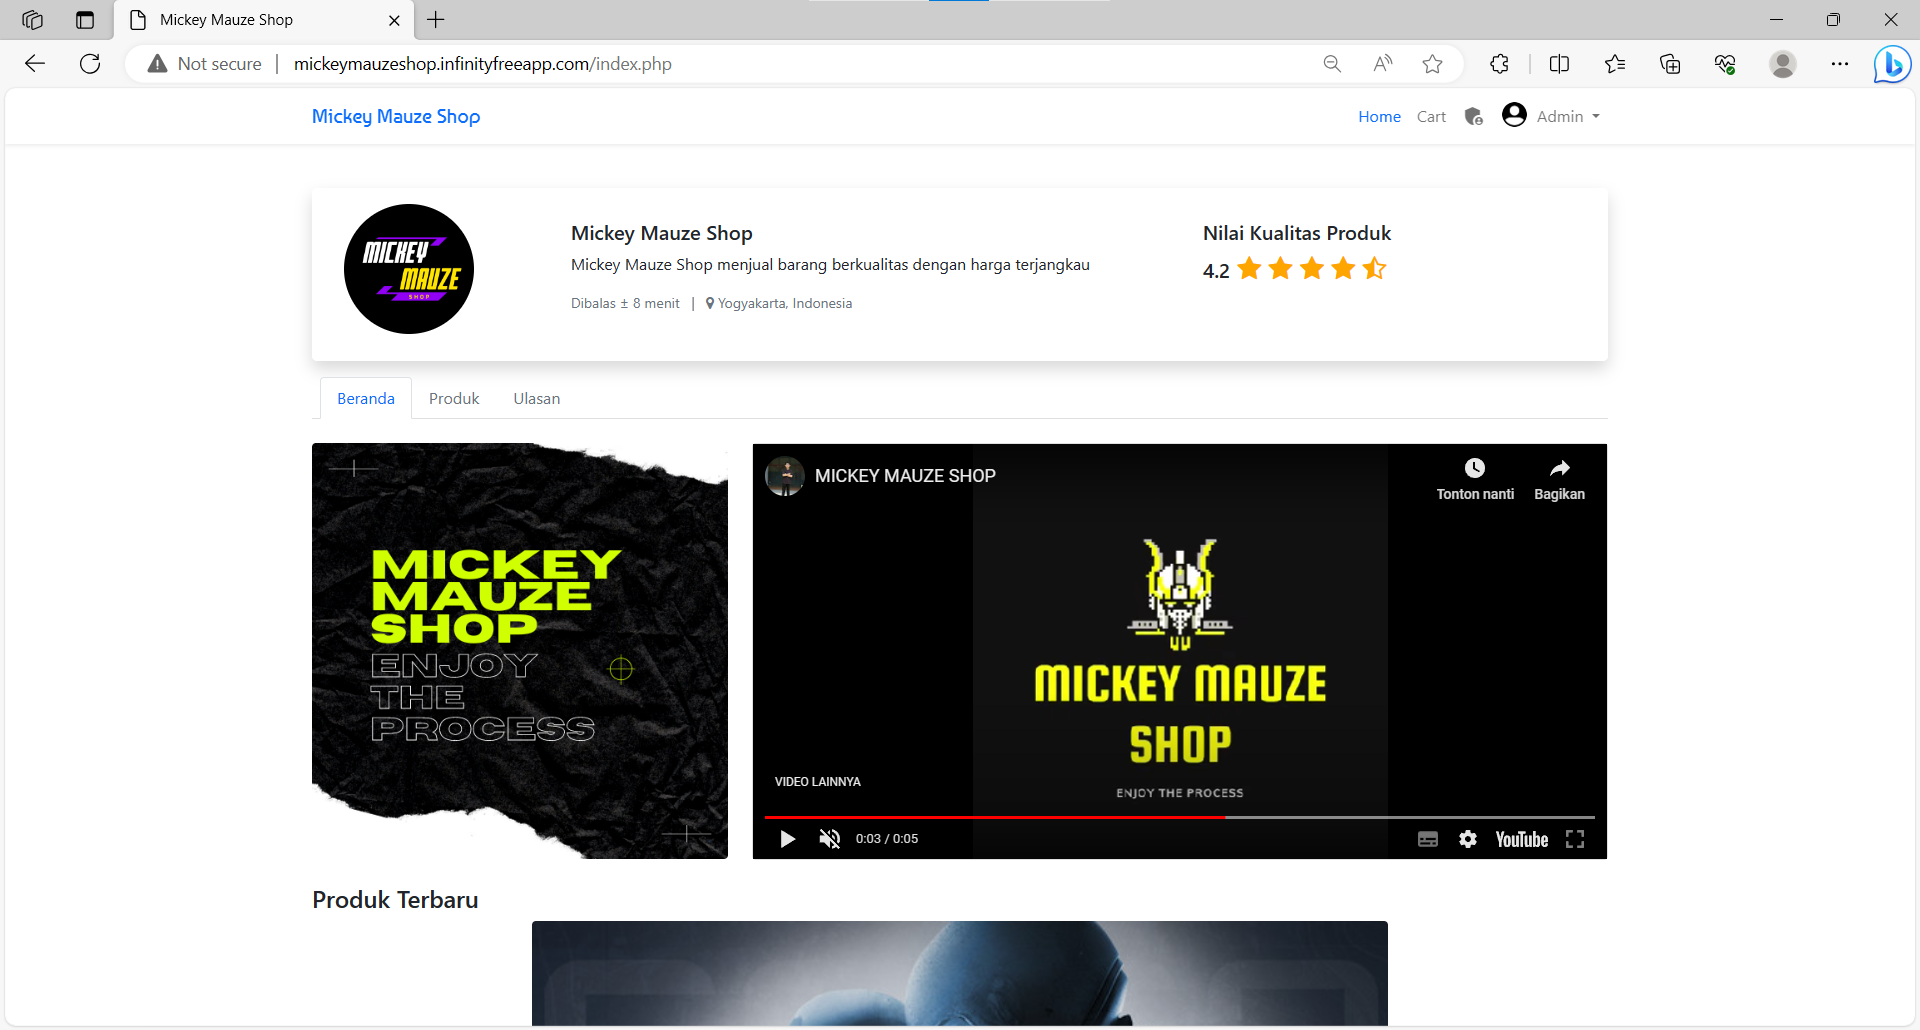 Mickey Mauze Shop
Not secure
mickeymauzeshop.infinityfreeapp.com/index.php
Mickey Mauze Shop
Home
Cart
Admin
MICKEY
MAUZE
SHOP
Mickey Mauze Shop
Mickey Mauze Shop menjual barang berkualitas dengan harga terjangkau
Dibalas ± 8 menit | Yogyakarta, Indonesia
Nilai Kualitas Produk
4.2
Beranda
Produk
Ulasan
MICKEY
MAUZE
SHOP
ENJOY
THE
PROCESS
MICKEY MAUZE SHOP
Tonton nanti
Bagikan
MICKEY MAUZE
SHOP
ENJOY THE PROCESS
VIDEO LAINNYA
0:03 / 0:05
YouTube
Produk Terbaru